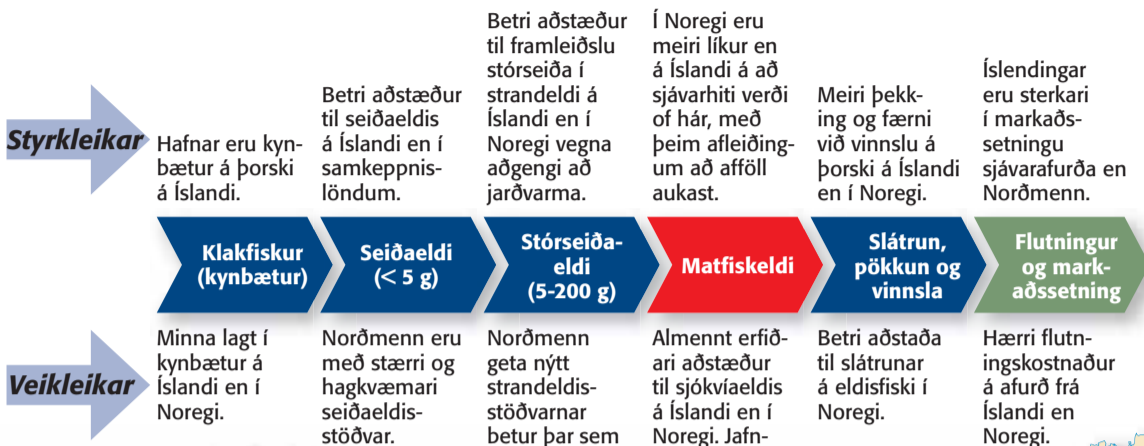 Styrkleikar
Hafnar eru kyn-
bætur á þorski
á Íslandi.
Betri aðstæður
til seiðaeldis
á Íslandi en í
samkeppnis-
löndum.
Betri aðstæður
til framleiðslu
stórseiða í
strandeldi á
Íslandi en í
Noregi vegna
aðgengi að
jarðvarma.
Í Noregi eru
meiri líkur en
á Íslandi á að
sjávarhiti verði
of hár, með
þeim afleiðing-
um að afföll
aukast.
Meiri þekk-
ing og færni
við vinnslu á
þorski á Íslandi
en í Noregi.
Íslendingar
eru sterkari
í markaðs-
setningu
sjávarafurða en
Norðmenn.
Klakfiskur
(kynbætur)
Seiðaeldi
(< 5 g)
Stórseiða-
eldi
(5-200 g)
Matfiskeldi
Slátrun,
pökkun og
vinnsla
Flutningur
og mark-
aðssetning
Veikleikar
Minna lagt í
kynbætur á
Íslandi en í
Noregi.
Norðmenn eru
með stærri og
hagkvæmari
seiðaeldis-
stöðvar.
Norðmenn
geta nýtt
strandeldis-
stöðvarnar
betur þar sem
Almennt erfið-
ari aðstæður
til sjókvíaeldis
á Íslandi en í
Noregi. Jafn-
Betri aðstaða
til slátrunar
á eldisfiski í
Noregi.
Hærri flutn-
ingskostnaður
á afurð frá
Íslandi en
Noregi.